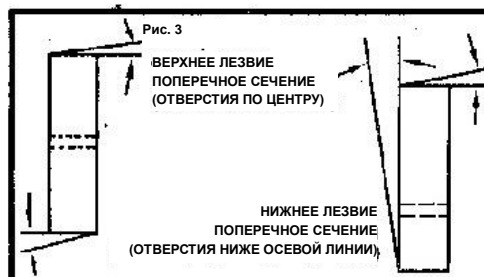 Рис. 3
ВЕРХНЕЕ ЛЕЗВИЕ
ПОПЕРЕЧНОЕ СЕЧЕНИЕ
(ОТВЕРСТИЯ ПО ЦЕНТРУ)
НИЖНЕЕ ЛЕЗВИЕ
ПОПЕРЕЧНОЕ СЕЧЕНИЕ
(ОТВЕРСТИЯ НИЖЕ ОСЕВОЙ ЛИНИИ)